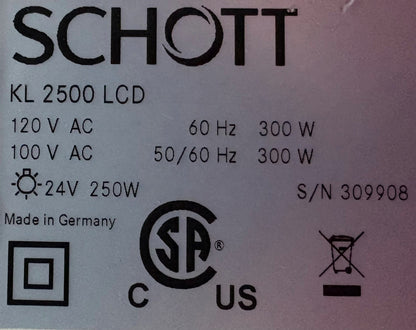 SCHOTT
KL 2500 LCD
120 V AC 60 Hz 300 W
100 V AC 50/60 Hz 300 W
24V 250W S/N 309908
Made in Germany
SA ®
C US